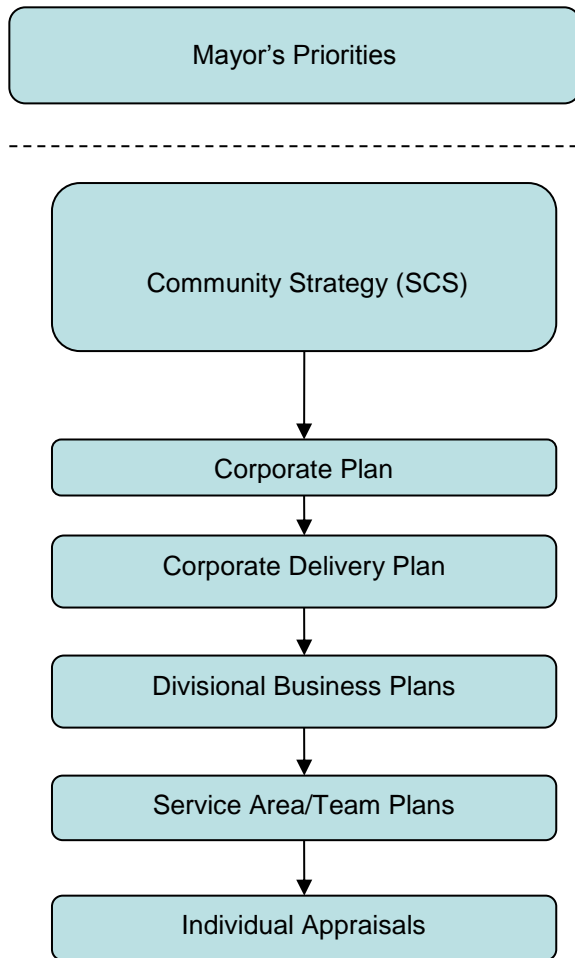 Mayor’s Priorities
Community Strategy (SCS)
Corporate Plan
Corporate Delivery Plan
Divisional Business Plans
Service Area/Team Plans
Individual Appraisals